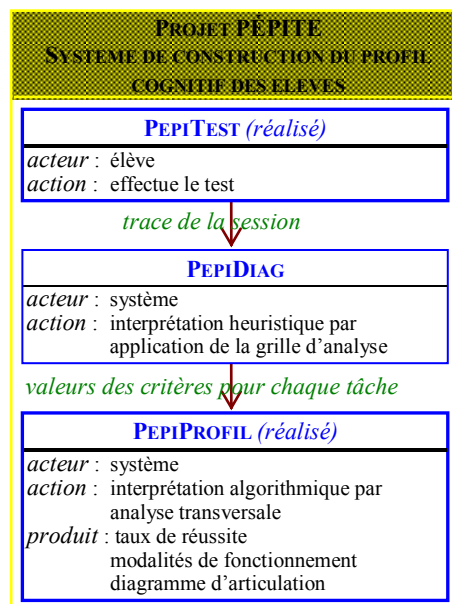 PROJET PÉPITE
SYSTEME DE CONSTRUCTION DU PROFIL
COGNITIF DES ELEVES
PEPITEST (réalisé)
acteur : élève
action : effectue le test
trace de la session
PEPIDIAG
acteur : système
action : interprétation heuristique par
application de la grille d'analyse
valeurs des critères pour chaque tâche
PEPIPROFIL (réalisé)
acteur : système
action : interprétation algorithmique par
analyse transversale
produit : taux de réussite
modalités de fonctionnement
diagramme d'articulation